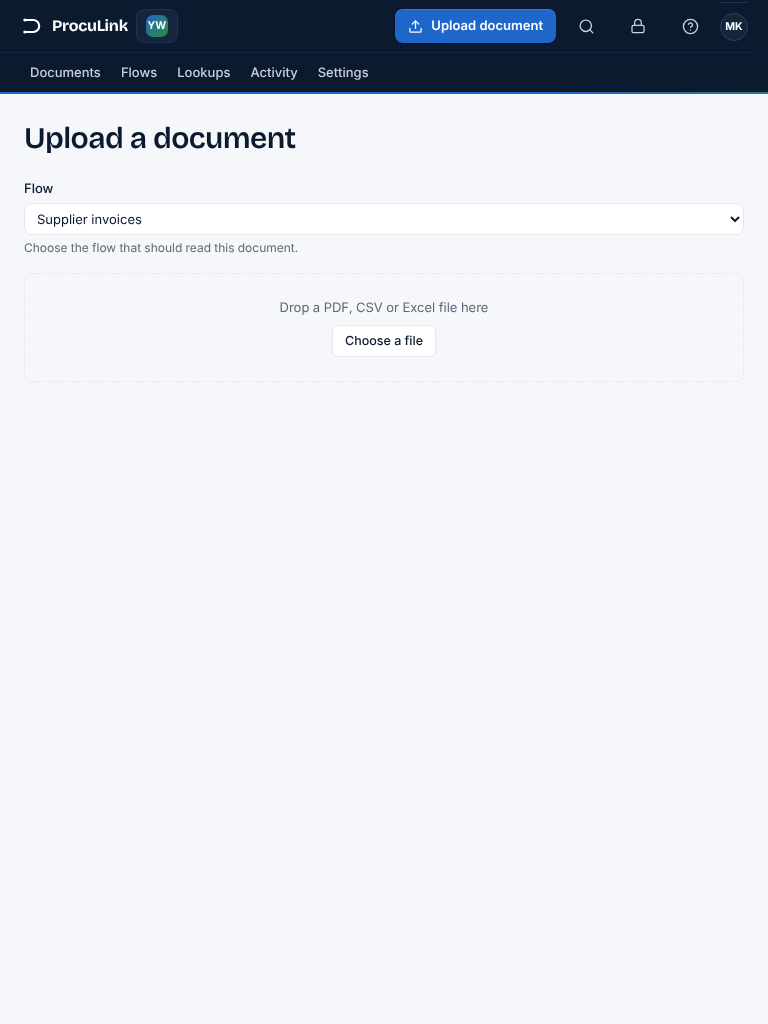 ProcuLink
YW
Upload document
MK
Documents
Flows
Lookups
Activity
Settings
Upload a document
Flow
Supplier invoices
Choose the flow that should read this document.
Drop a PDF, CSV or Excel file here
Choose a file